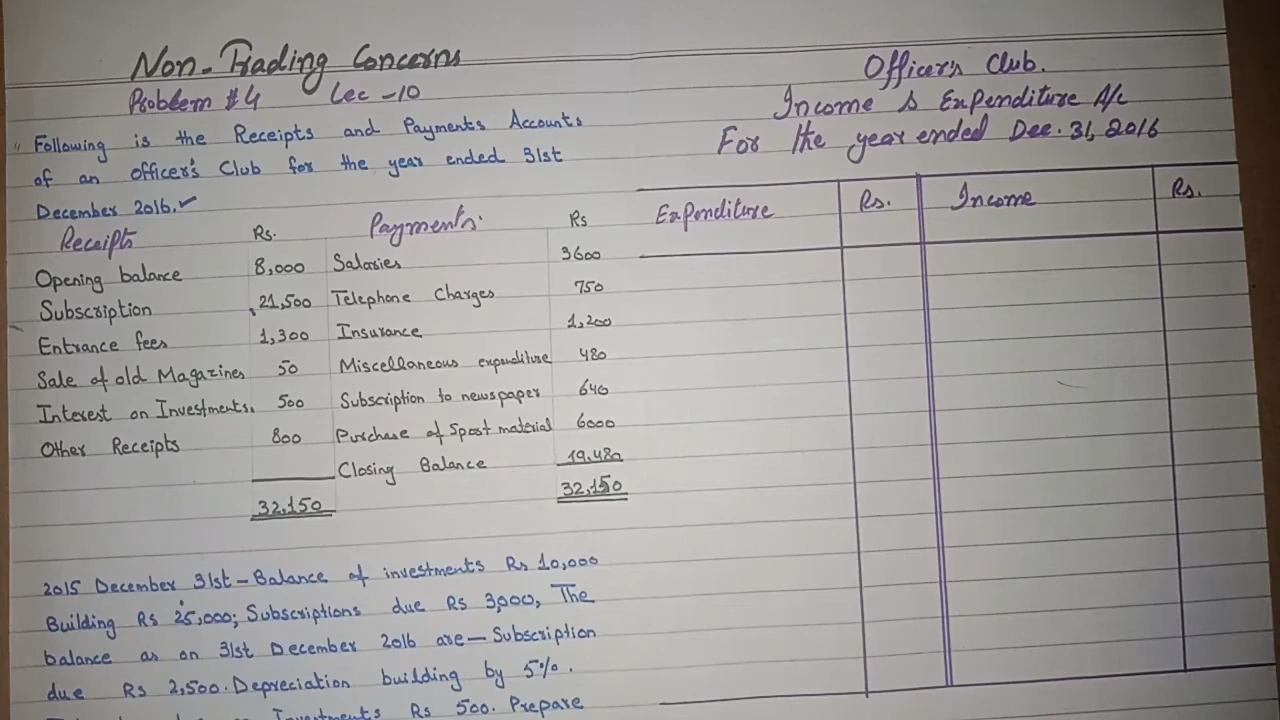 Non-Trading Concerns
Problem #4 Lec-10
"Following is the Receipts and Payments Accounts
of an officer's Club for the year ended 31st
December 2016.
Receipts Rs. Payments Rs
Opening balance 8,000 Salaries 3600
Subscription 21,500 Telephone Charges 750
Entrance fees 1,300 Insurance 1,200
Sale of old Magazines 50 Miscellaneous expenditure 480
Interest on Investments. 500 Subscription to newspaper 640
Other Receipts 800 Purchase of Sport material 6000
Closing Balance 19,480
32,150 32,150
2015 December 31st - Balance of investments Rs 10,000
Building Rs 25,000; Subscriptions due Rs 3,000, The
balance as on 31st December 2016 are - Subscription
due Rs 2,500. Depreciation building by 5%.
Investments Rs 500. Prepare
Officer's Club.
Income & Expenditure A/c
For the year ended Dec. 31, 2016
Expenditure Rs. Income Rs.